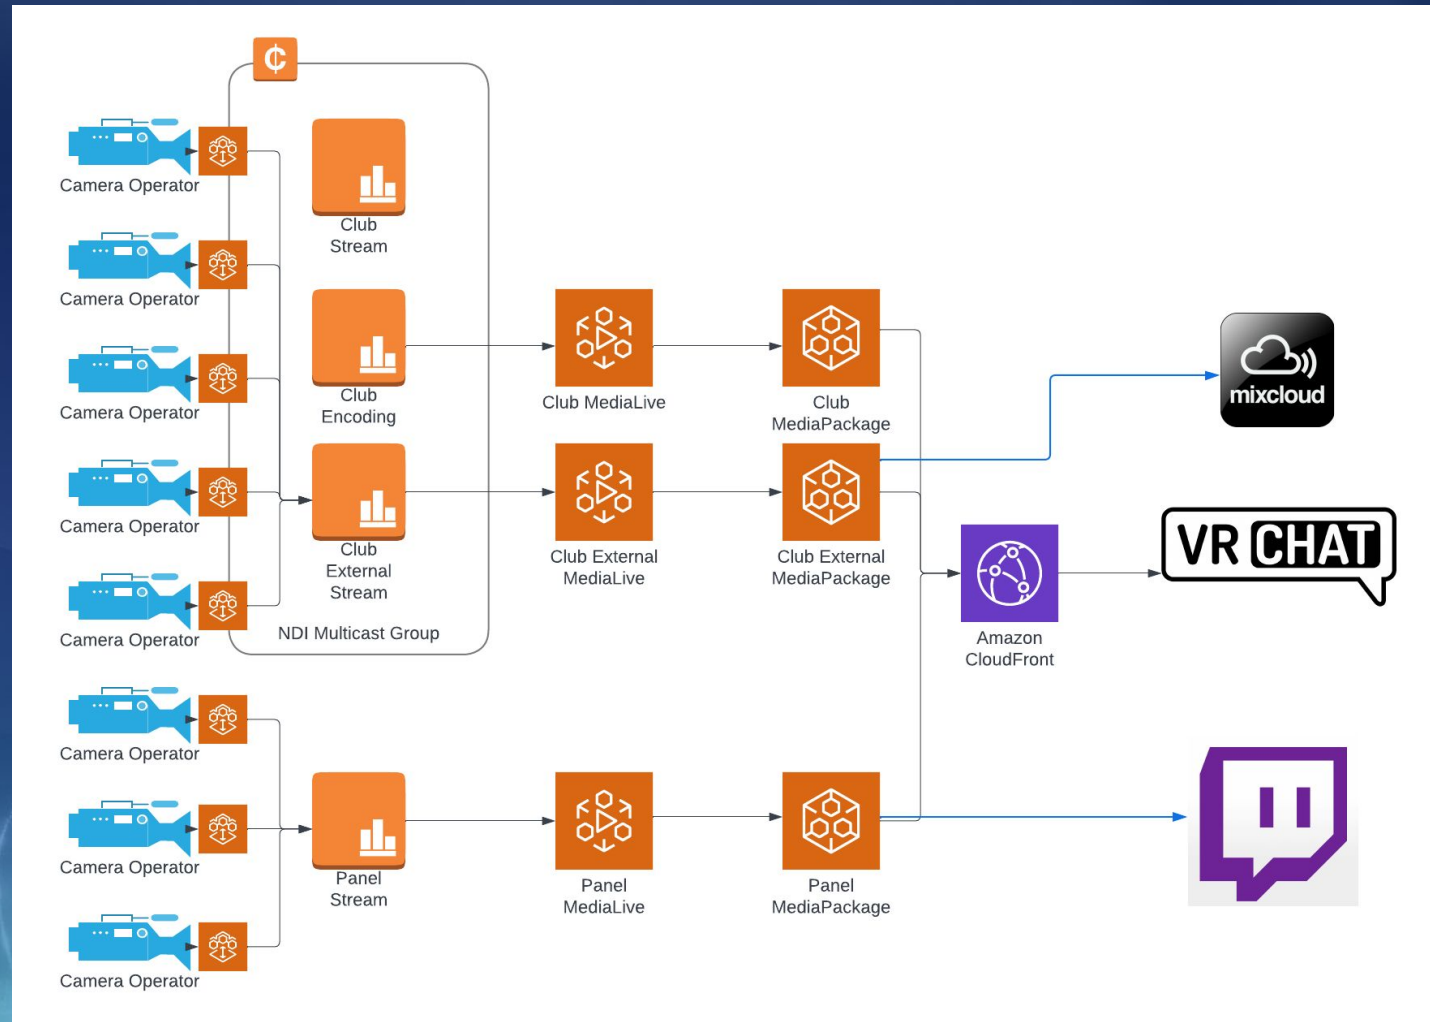 ¢
Camera Operator
Club
Stream
Camera Operator
Camera Operator
Club
Encoding
Club MediaLive
Club
MediaPackage
mixcloud
Camera Operator
Club
External
Stream
Club External
MediaLive
Club External
MediaPackage
VRCHAT
Camera Operator
NDI Multicast Group
Amazon
CloudFront
Camera Operator
Camera Operator
Panel
Stream
Panel
MediaLive
Panel
MediaPackage
Camera Operator